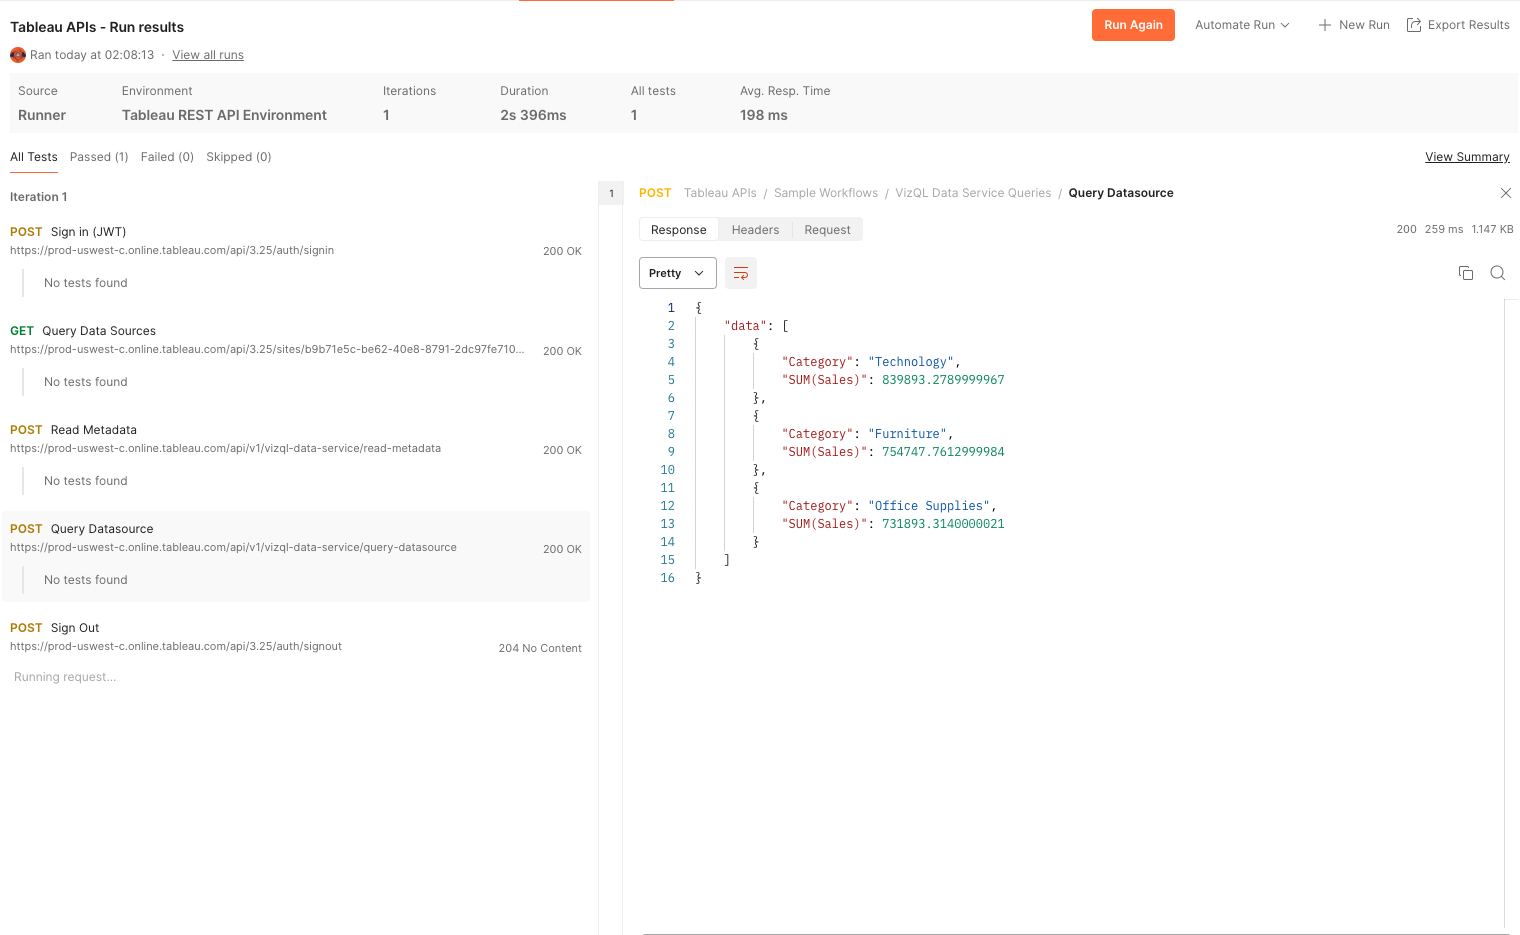 Tableau APIs - Run results
Run Again
Automate Run
New Run
Export Results
Ran today at 02:08:13 · View all runs
Source Environment Iterations Duration All tests Avg. Resp. Time
Runner Tableau REST API Environment 1 2s 396ms 1 198 ms
All Tests Passed (1) Failed (0) Skipped (0)
View Summary
Iteration 1
POST Sign in (JWT)
https://prod-uswest-c.online.tableau.com/api/3.25/auth/signin
200 OK
No tests found
GET Query Data Sources
https://prod-uswest-c.online.tableau.com/api/3.25/sites/b9b71e5c-be62-40e8-8791-2dc97fe710...
200 OK
No tests found
POST Read Metadata
https://prod-uswest-c.online.tableau.com/api/v1/vizql-data-service/read-metadata
200 OK
No tests found
POST Query Datasource
https://prod-uswest-c.online.tableau.com/api/v1/vizql-data-service/query-datasource
200 OK
No tests found
POST Sign Out
https://prod-uswest-c.online.tableau.com/api/3.25/auth/signout
204 No Content
Running request...
1
POST Tableau APIs / Sample Workflows / VizQL Data Service Queries / Query Datasource
Response Headers Request
200 259 ms 1.147 KB
Pretty
1 {
2 "data": [
3 {
4 "Category": "Technology",
5 "SUM(Sales)": 839893.2789999967
6 },
7 {
8 "Category": "Furniture",
9 "SUM(Sales)": 754747.7612999984
10 },
11 {
12 "Category": "Office Supplies",
13 "SUM(Sales)": 731893.3140000021
14 }
15 ]
16 }